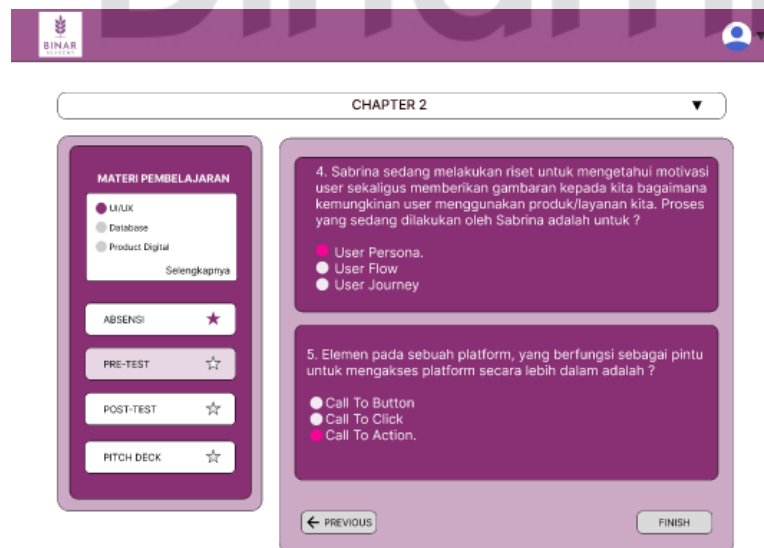 BINAR
ACADEMY
CHAPTER 2
MATERI PEMBELAJARAN
UI/UX
Database
Product Digital
Selengkapnya
ABSENSI
PRE-TEST
POST-TEST
PITCH DECK
4. Sabrina sedang melakukan riset untuk mengetahui motivasi
user sekaligus memberikan gambaran kepada kita bagaimana
kemungkinan user menggunakan produk/layanan kita. Proses
yang sedang dilakukan oleh Sabrina adalah untuk ?
User Persona.
User Flow
User Journey
5. Elemen pada sebuah platform, yang berfungsi sebagai pintu
untuk mengakses platform secara lebih dalam adalah ?
Call To Button
Call To Click
Call To Action.
PREVIOUS
FINISH